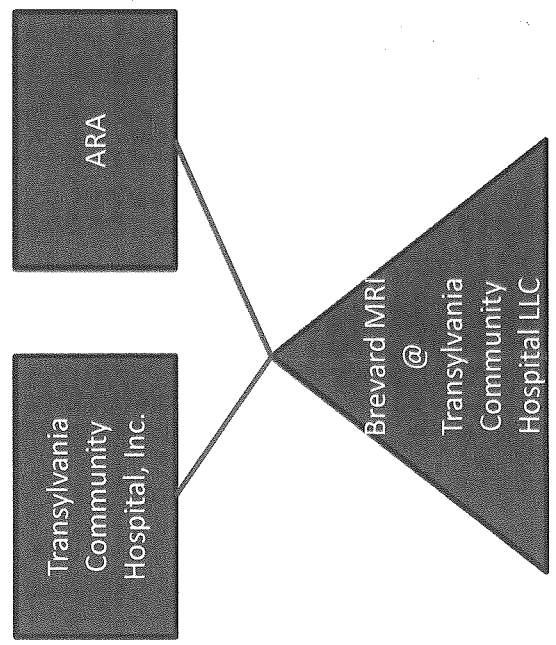 Transylvania
Community
Hospital, Inc.
ARA
Brevard MRI
@
Transylvania
Community
Hospital LLC